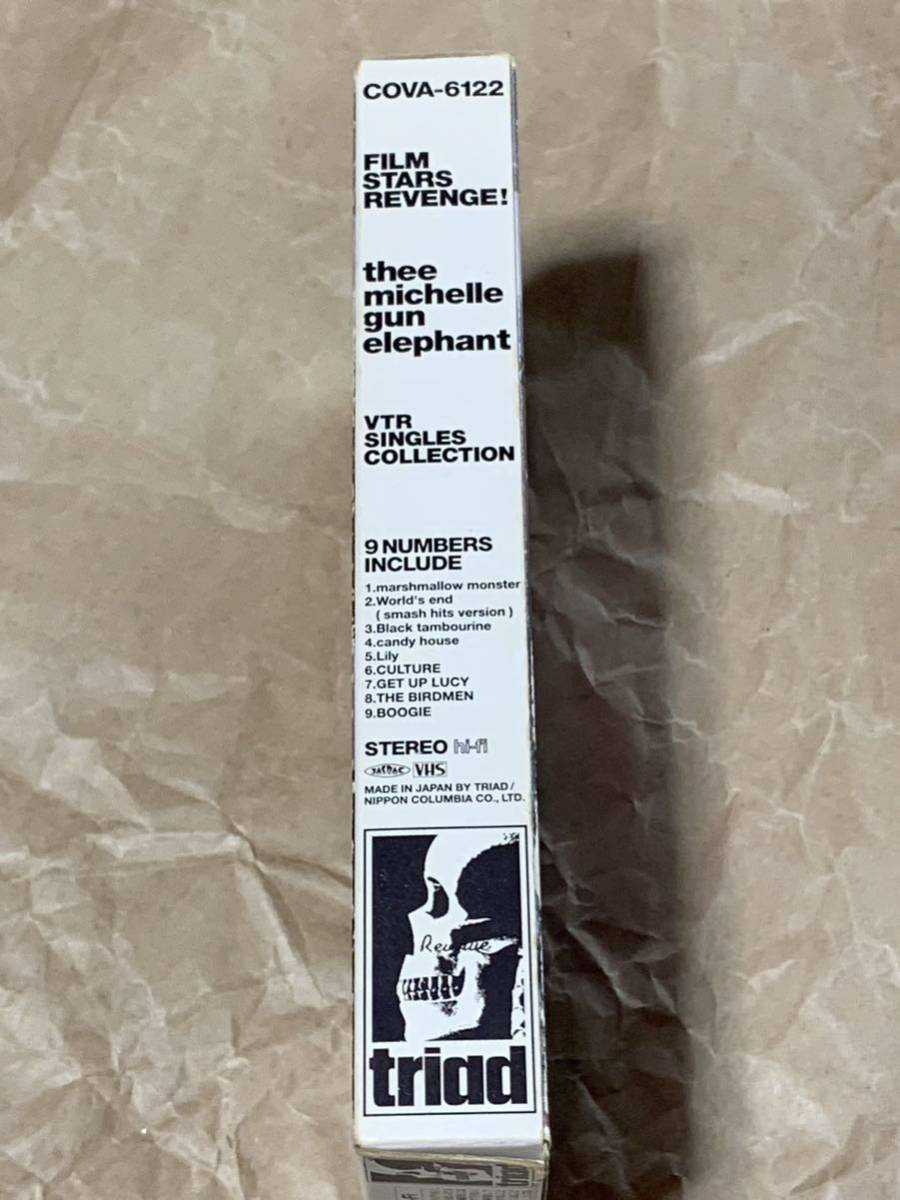 COVA-6122
FILM
STARS
REVENGE!
thee
michelle
gun
elephant
VTR
SINGLES
COLLECTION
9 NUMBERS
INCLUDE
1.marshmallow monster
2.World's end
( smash hits version )
3.Black tambourine
4.candy house
5.Lily
6.CULTURE
7.GET UP LUCY
8.THE BIRDMEN
9.BOOGIE
STEREO hi-fi
VHS
MADE IN JAPAN BY TRIAD/
NIPPON COLUMBIA CO., LTD.
triad
triad